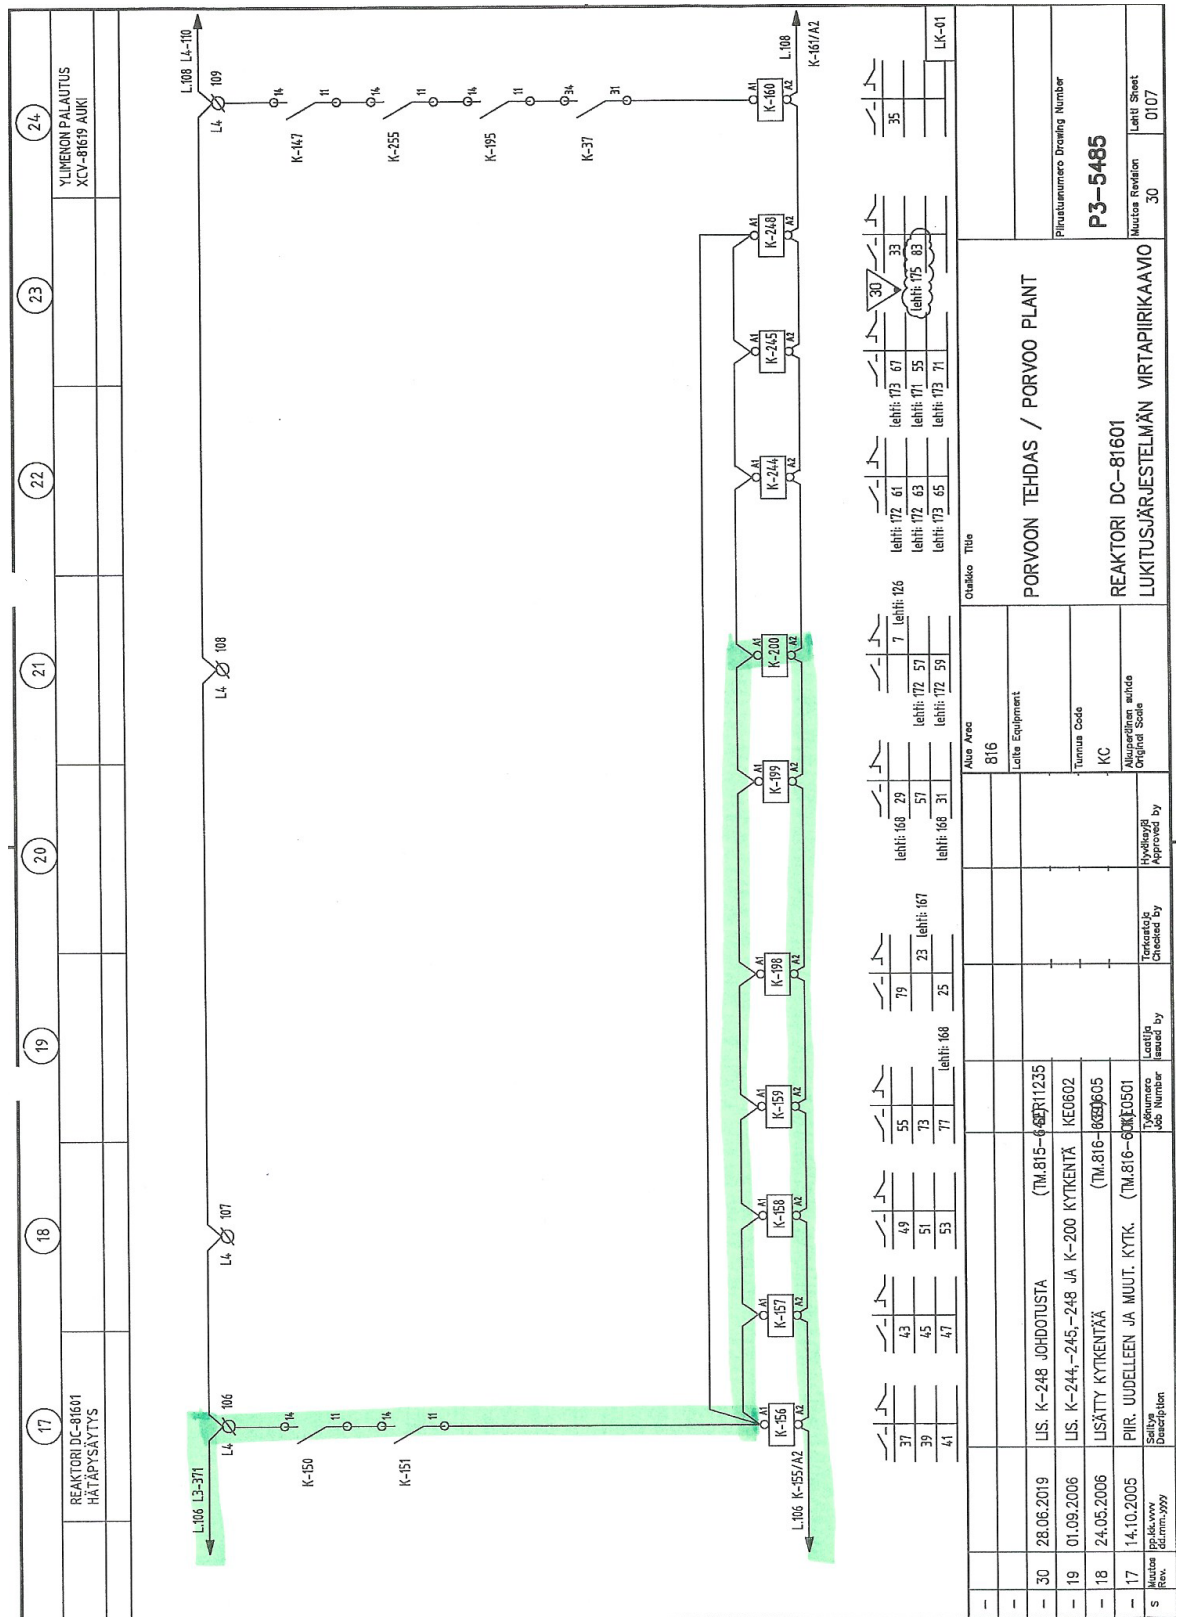 17
18
19
20
21
22
23
24
REAKTORI DC-81601
HÄTÄPYSÄYTYS
YLIMENON PALAUTUS
XCV-81619 AUKI
L.106 L3-371
L4
106
L4
107
L4
108
L4
109
L.108 L4-110
14
K-150
11
14
K-151
11
14
K-147
11
14
K-255
11
14
K-195
11
34
K-37
31
A1
K-156
A2
A1
K-157
A2
A1
K-158
A2
A1
K-159
A2
A1
K-198
A2
A1
K-199
A2
A1
K-200
A2
A1
K-244
A2
A1
K-245
A2
A1
K-248
A2
A1
K-160
A2
L.106 K-155/A2
L.108
K-161/A2
37
39
41
43
45
47
49
51
53
55
73
77
79
23 lehti: 167
lehti: 168 25
lehti: 168 29
57
lehti: 168 31
7 lehti: 126
lehti: 172 57
lehti: 172 59
lehti: 172 61
lehti: 172 63
lehti: 173 65
lehti: 173 67
lehti: 171 55
lehti: 173 71
30
33
lehti: 175 83
35
LK-01
- 30 28.06.2019 LIS. K-248 JOHDOTUSTA
- 19 01.09.2006 LIS. K-244,-245,-248 JA K-200 KYTKENTÄ KE0602
- 18 24.05.2006 LISÄTTY KYTKENTÄÄ
- 17 14.10.2005 PIIR. UUDELLEEN JA MUUT. KYTK.
S
Muutos
Rev.
pp.kk.vvvv
dd.mm.yyyy
Selitys
Description
Työnumero
Job Number
Laatija
Issued by
Tarkastaja
Checked by
Hyväksyjä
Approved by
Alue Area
816
Laite Equipment
Tunnus Code
KC
Alkuperäinen suhde
Original Scale
Otsikko Title
PORVOON TEHDAS / PORVOO PLANT
REAKTORI DC-81601
LUKITUSJÄRJESTELMÄN VIRTAPIIRIKAAVIO
Piirustusnumero Drawing Number
P3-5485
Muutos Revision
30
Lehti Sheet
0107